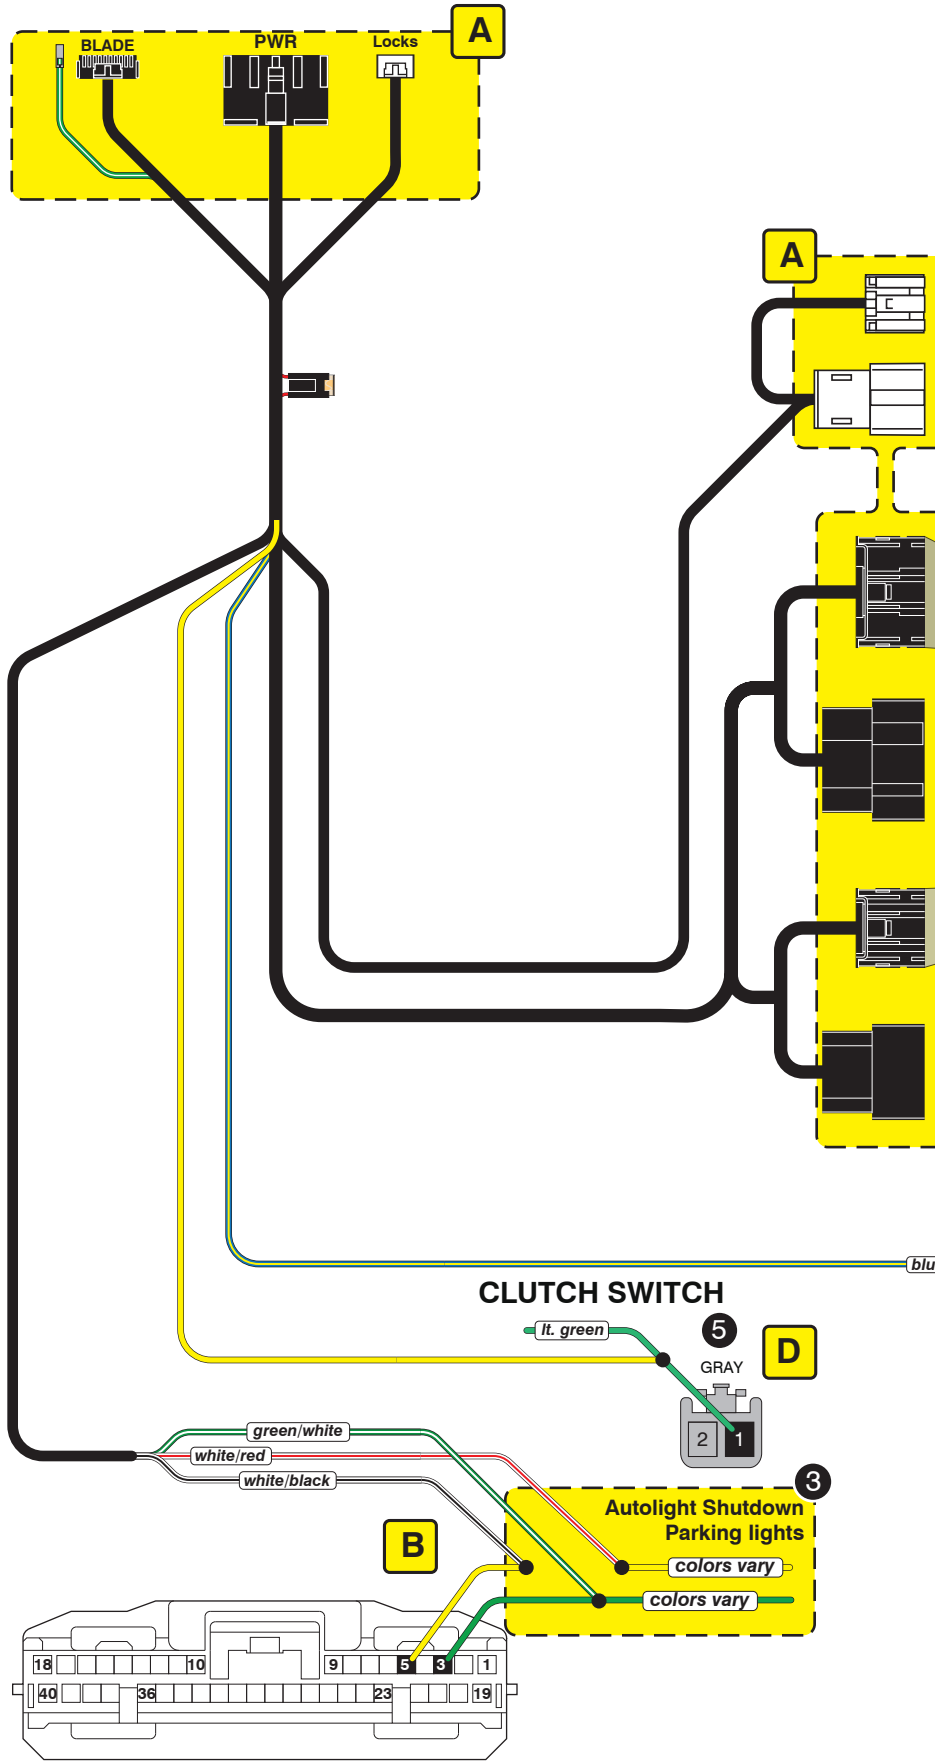 A
BLADE
PWR
Locks
A
blu
CLUTCH SWITCH
lt. green
5
D
GRAY
2
1
green/white
white/red
white/black
3
Autolight Shutdown
Parking lights
B
colors vary
colors vary
18
10
9
5
3
1
40
36
23
19